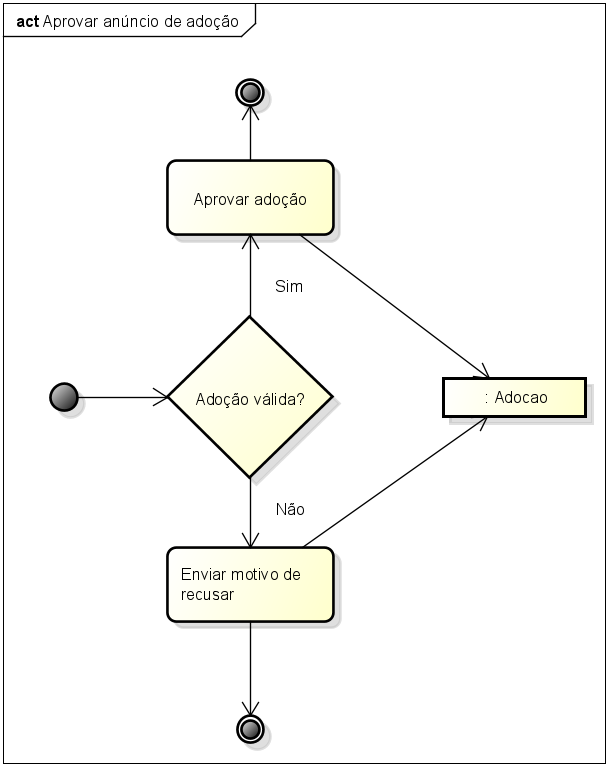 act Aprovar anúncio de adoção
Aprovar adoção
Sim
Adoção válida?
: Adocao
Não
Enviar motivo de
recusar